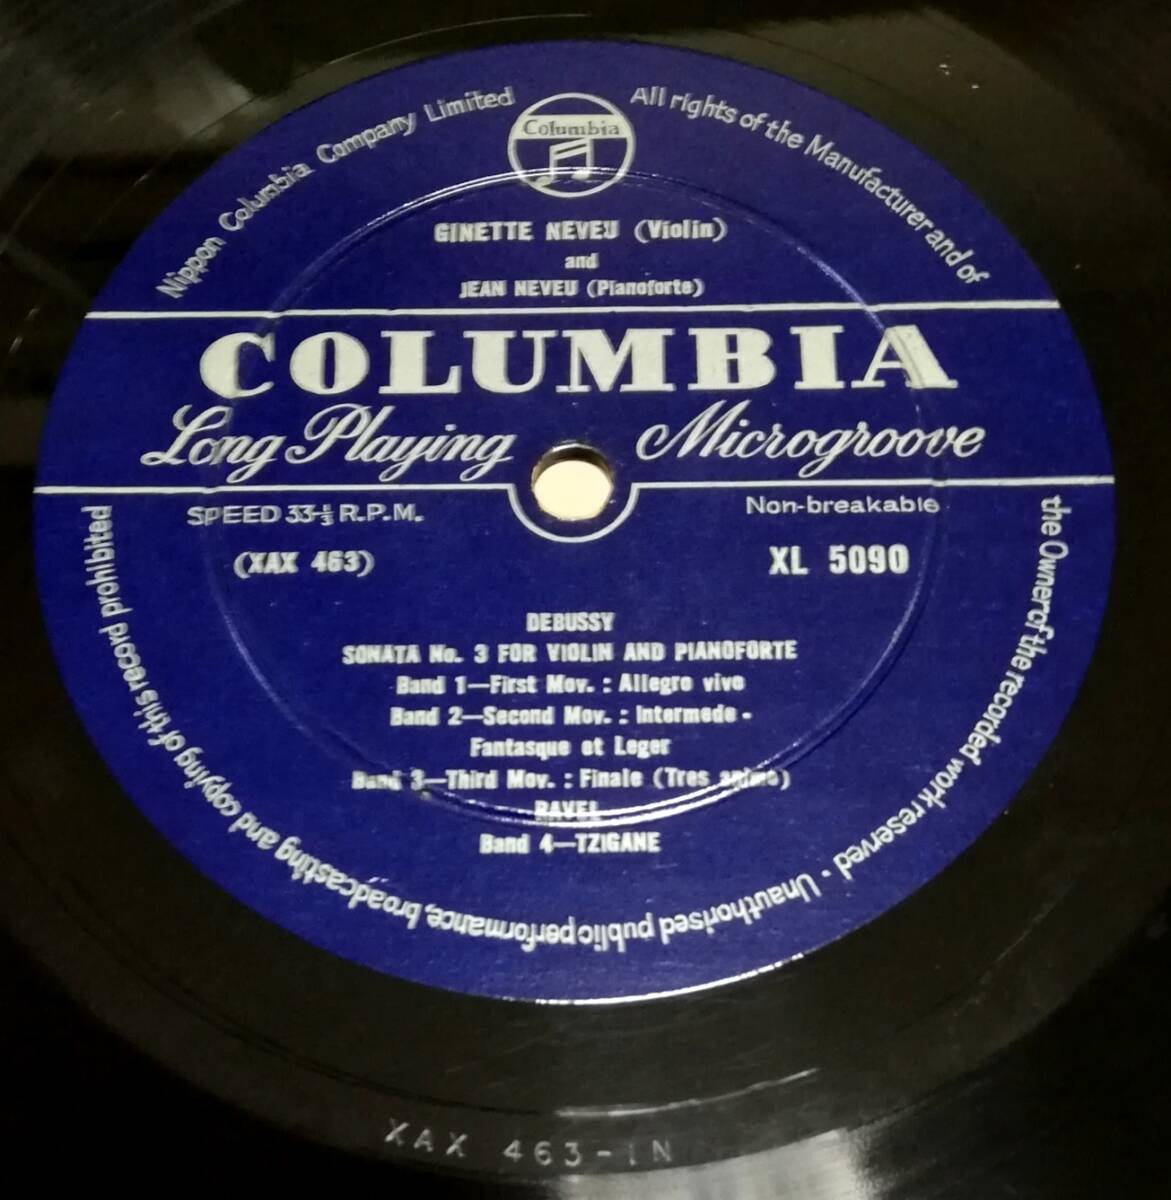 Nippon Columbia Company Limited
Columbia
All rights of the Manufacturer and of
the Owner of the recorded work reserved · Unauthorised public performance, broadcasting and copying of this record prohibited
GINETTE NEVEU (Violin)
and
JEAN NEVEU (Pianoforte)
COLUMBIA
Long Playing Microgroove
SPEED 33⅓ R.P.M.
Non-breakable
(XAX 463)
XL 5090
DEBUSSY
SONATA No. 3 FOR VIOLIN AND PIANOFORTE
Band 1—First Mov. : Allegro vivo
Band 2—Second Mov. : Intermede -
Fantasque et Leger
Band 3—Third Mov. : Finale (Tres anime)
RAVEL
Band 4—TZIGANE
XAX 463-1N